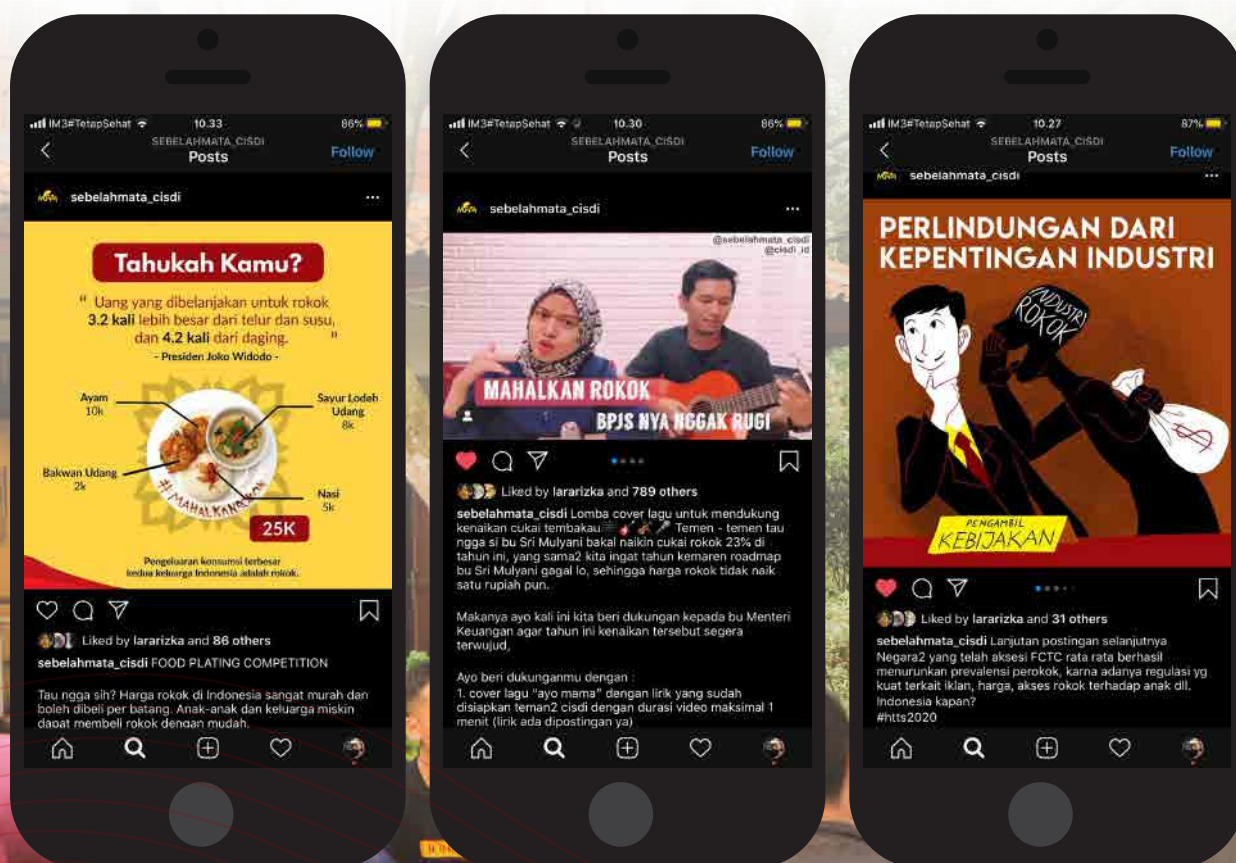 IM3#TetapSehat 10.33 86%
SEBELAHMATA_CISDI
Posts
Follow
sebelahmata_cisdi
Tahukah Kamu?
" Uang yang dibelanjakan untuk rokok
3.2 kali lebih besar dari telur dan susu,
dan 4.2 kali dari daging. "
- Presiden Joko Widodo -
Ayam
10k
Sayur Lodeh
Udang
8k
Bakwan Udang
2k
Nasi
5k
25K
Pengeluaran konsumsi terbesar
kedua keluarga Indonesia adalah rokok.
Liked by lararizka and 86 others
sebelahmata_cisdi FOOD PLATING COMPETITION
Tau ngga sih? Harga rokok di Indonesia sangat murah dan
boleh dibeli per batang. Anak-anak dan keluarga miskin
dapat membeli rokok dengan mudah.
IM3#TetapSehat 10.30 86%
SEBELAHMATA_CISDI
Posts
Follow
sebelahmata_cisdi
@sebelahmata_cisdi
@cisdi_id
MAHALKAN ROKOK
BPJS NYA NGGAK RUGI
Liked by lararizka and 789 others
sebelahmata_cisdi Lomba cover lagu untuk mendukung
kenaikan cukai tembakau Temen - temen tau
ngga si bu Sri Mulyani bakal naikin cukai rokok 23% di
tahun ini, yang sama2 kita ingat tahun kemaren roadmap
bu Sri Mulyani gagal lo, sehingga harga rokok tidak naik
satu rupiah pun.
Makanya ayo kali ini kita beri dukungan kepada bu Menteri
Keuangan agar tahun ini kenaikan tersebut segera
terwujud,
Ayo beri dukunganmu dengan :
1. cover lagu "ayo mama" dengan lirik yang sudah
disiapkan teman2 cisdi dengan durasi video maksimal 1
menit (lirik ada dipostingan ya)
IM3#TetapSehat 10.27 87%
SEBELAHMATA_CISDI
Posts
Follow
sebelahmata_cisdi
PERLINDUNGAN DARI
KEPENTINGAN INDUSTRI
INDUSTRI
ROKOK
PENGAMBIL
KEBIJAKAN
Liked by lararizka and 31 others
sebelahmata_cisdi Lanjutan postingan selanjutnya
Negara2 yang telah aksesi FCTC rata rata berhasil
menurunkan prevalensi perokok, karna adanya regulasi yg
kuat terkait iklan, harga, akses rokok terhadap anak dll.
Indonesia kapan?
#htts2020